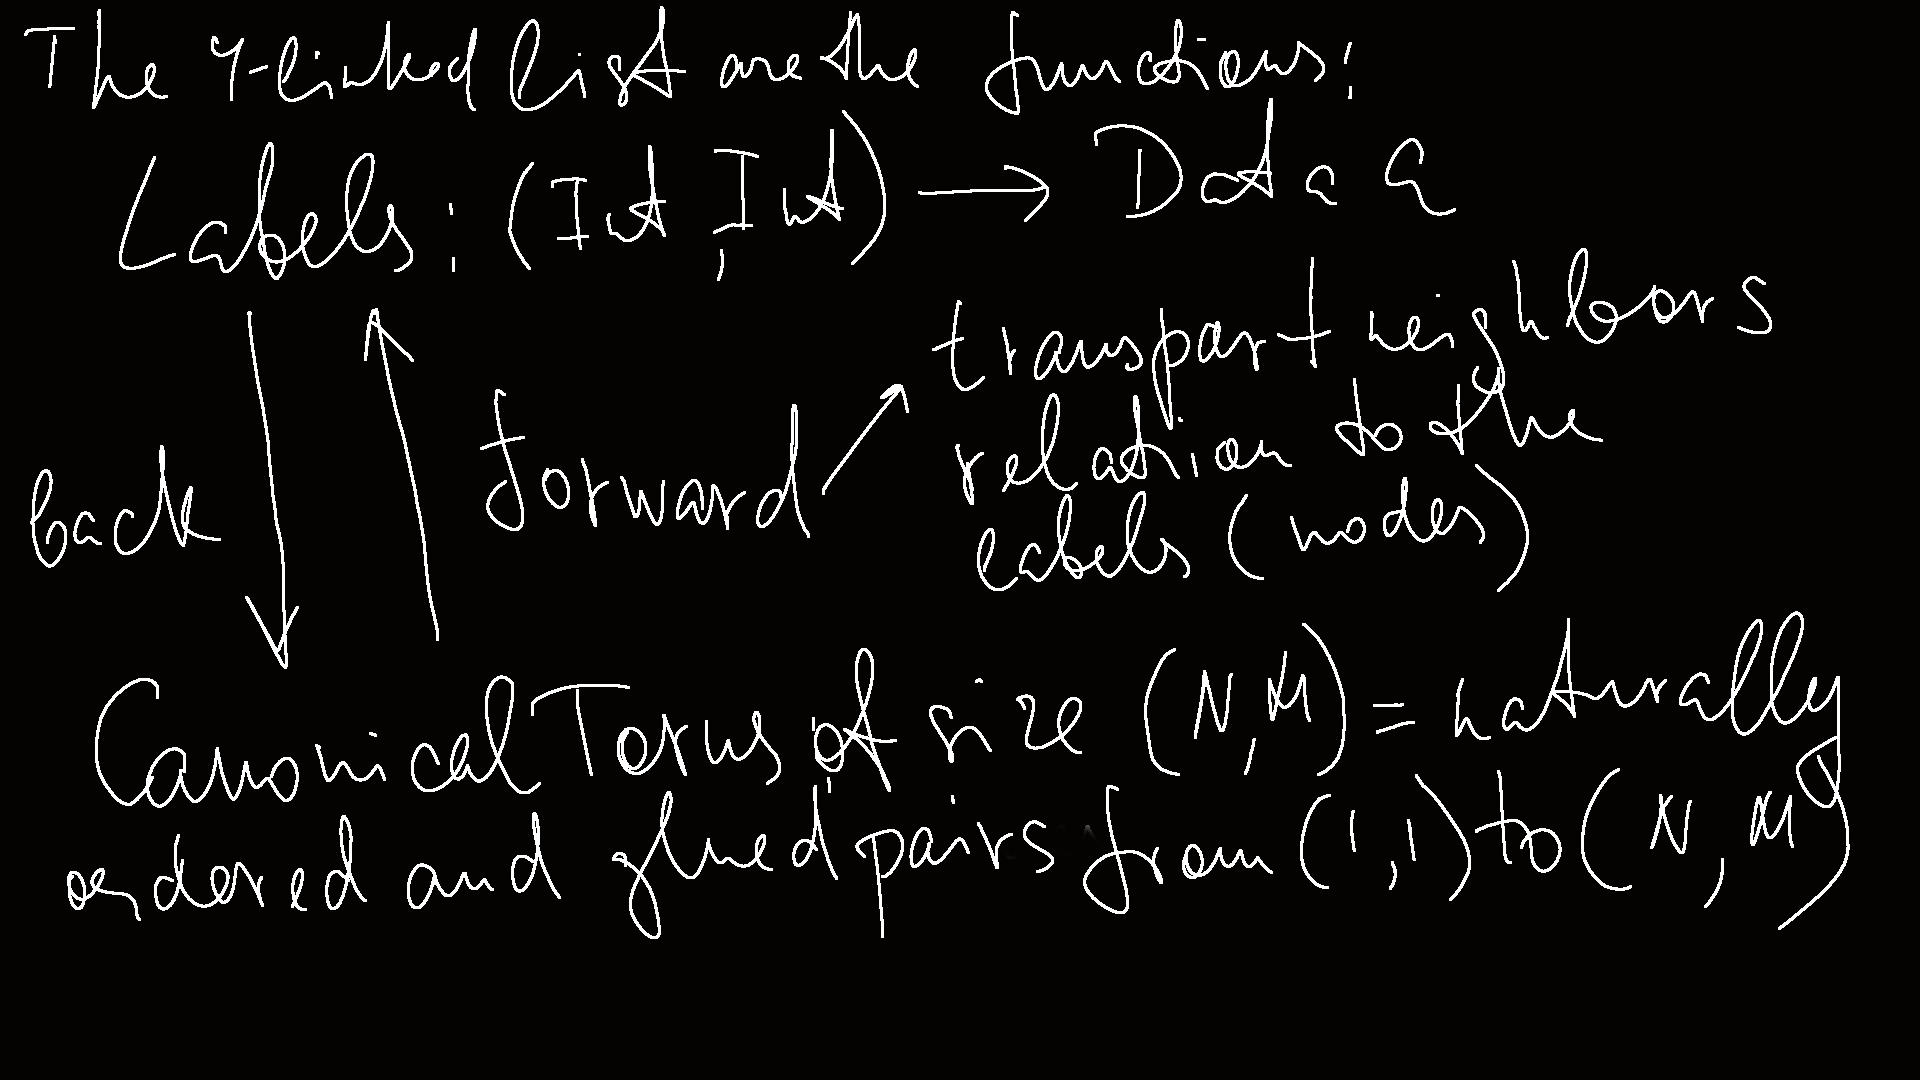 The 4-linked list are the functions:
Labels: (Int, Int) → Data a
transpart neighbors
back forward relation to the
labels (nodes)
Canonical Torus of size (N,M) = naturally
ordered and glued pairs from (1,1) to (N,M)